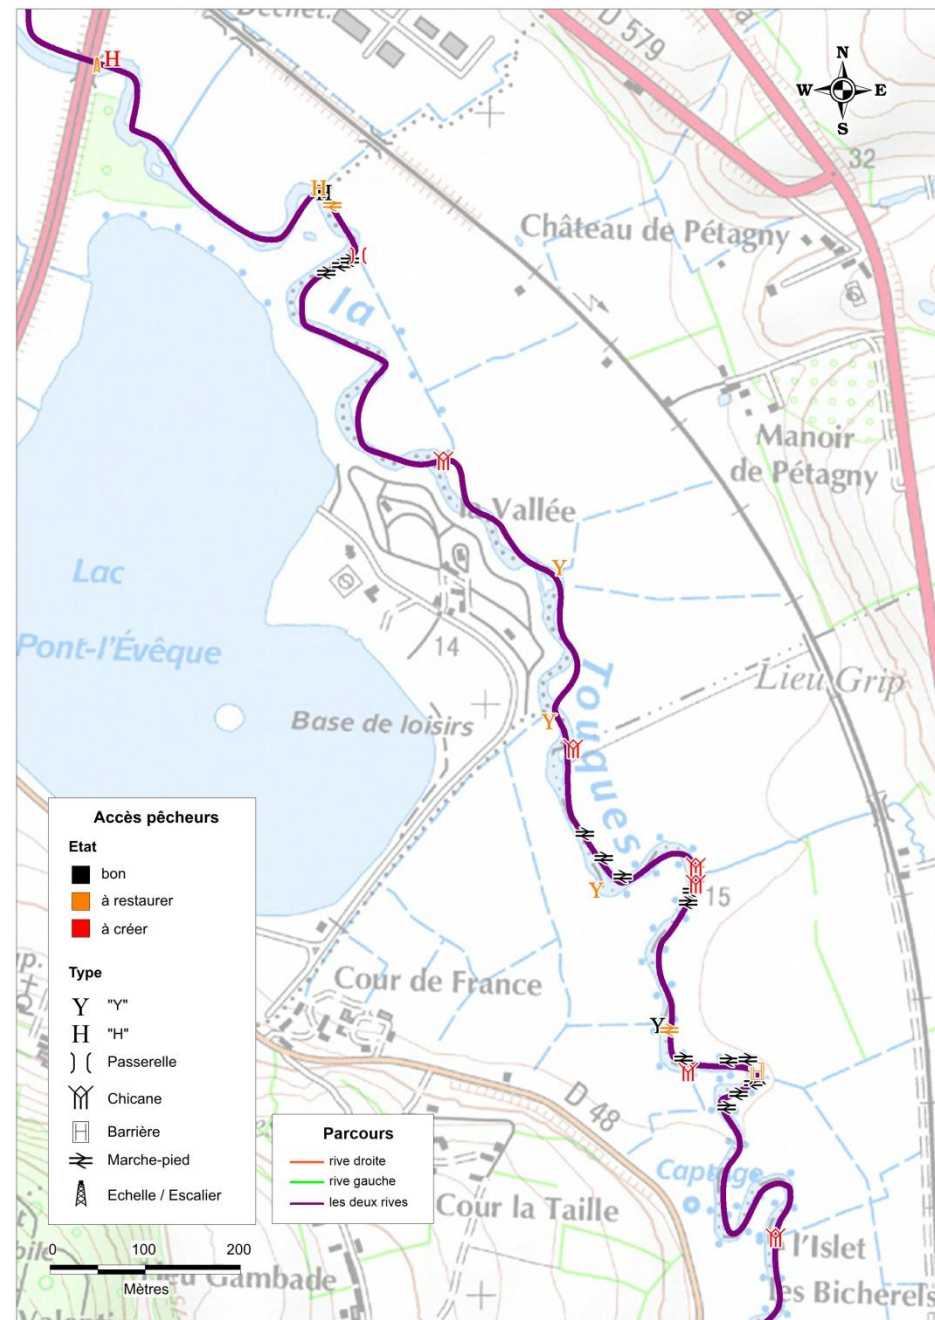 Déchet.
D 579
N
W E
S
32
Château de Pétagny
la
Manoir
de Pétagny
la Vallée
Lac
Pont-l'Évêque
14
Touques
Lieu Grip
Base de loisirs
15
Cour de France
D 48
Captage
Cour la Taille
l'Islet
les Bicherels
Lieu Gambade
Accès pêcheurs
Etat
bon
à restaurer
à créer
Type
Y "Y"
H "H"
Passerelle
Chicane
Barrière
Marche-pied
Echelle / Escalier
Parcours
rive droite
rive gauche
les deux rives
0 100 200
Mètres